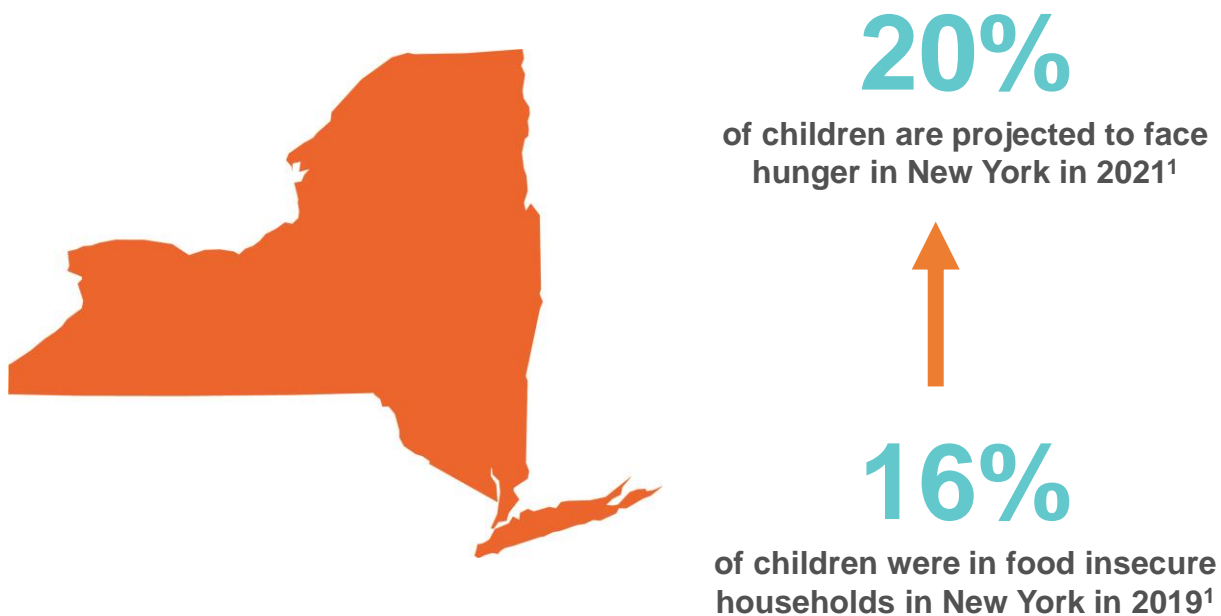 20%
of children are projected to face
hunger in New York in 2021¹
16%
of children were in food insecure
households in New York in 2019¹